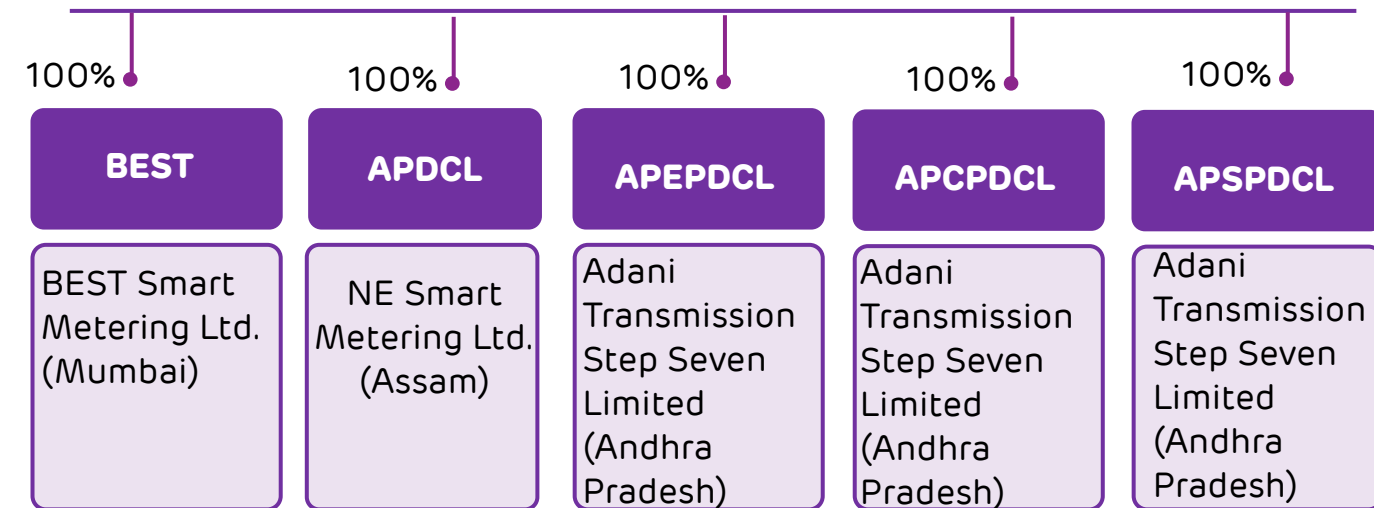 100%
100%
100%
100%
100%
BEST
APDCL
APEPDCL
APCPDCL
APSPDCL
BEST Smart
Metering Ltd.
(Mumbai)
NE Smart
Metering Ltd.
(Assam)
Adani
Transmission
Step Seven
Limited
(Andhra
Pradesh)
Adani
Transmission
Step Seven
Limited
(Andhra
Pradesh)
Adani
Transmission
Step Seven
Limited
(Andhra
Pradesh)